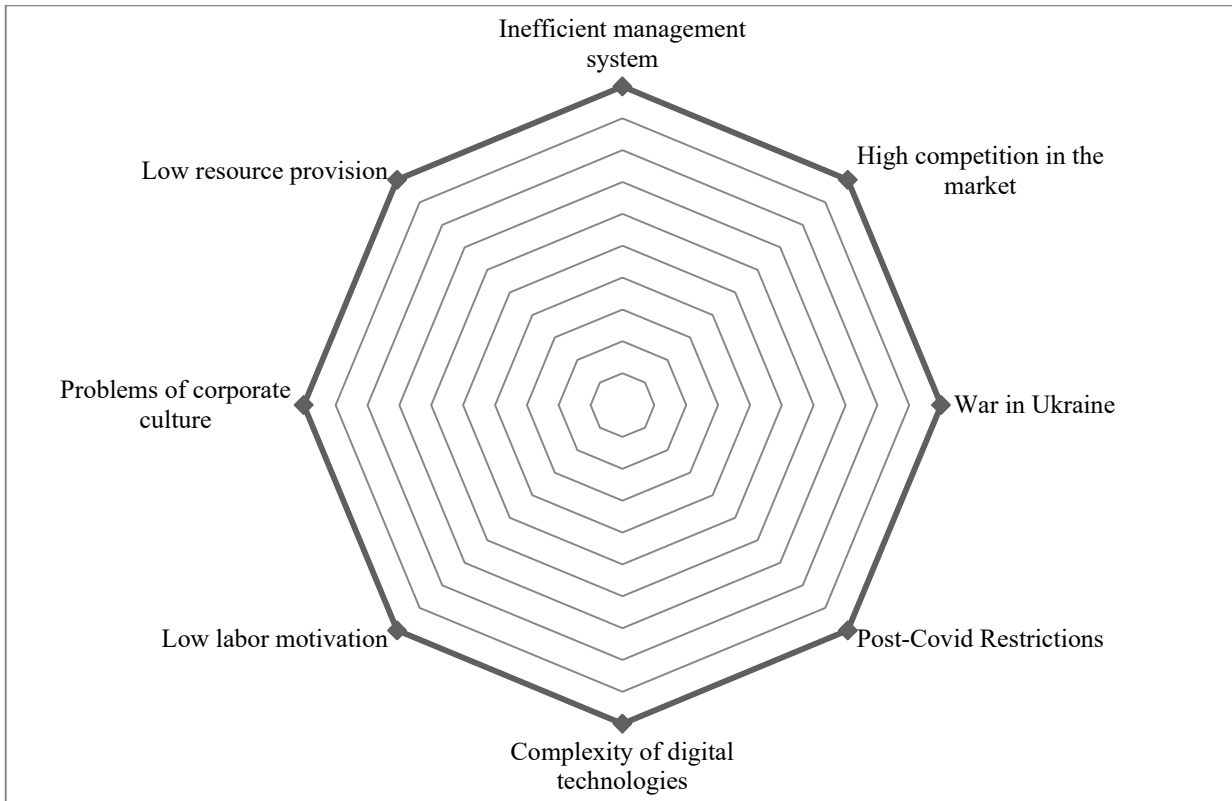 Inefficient management
system
High competition in the
market
Low resource provision
Problems of corporate
culture
War in Ukraine
Low labor motivation
Post-Covid Restrictions
Complexity of digital
technologies